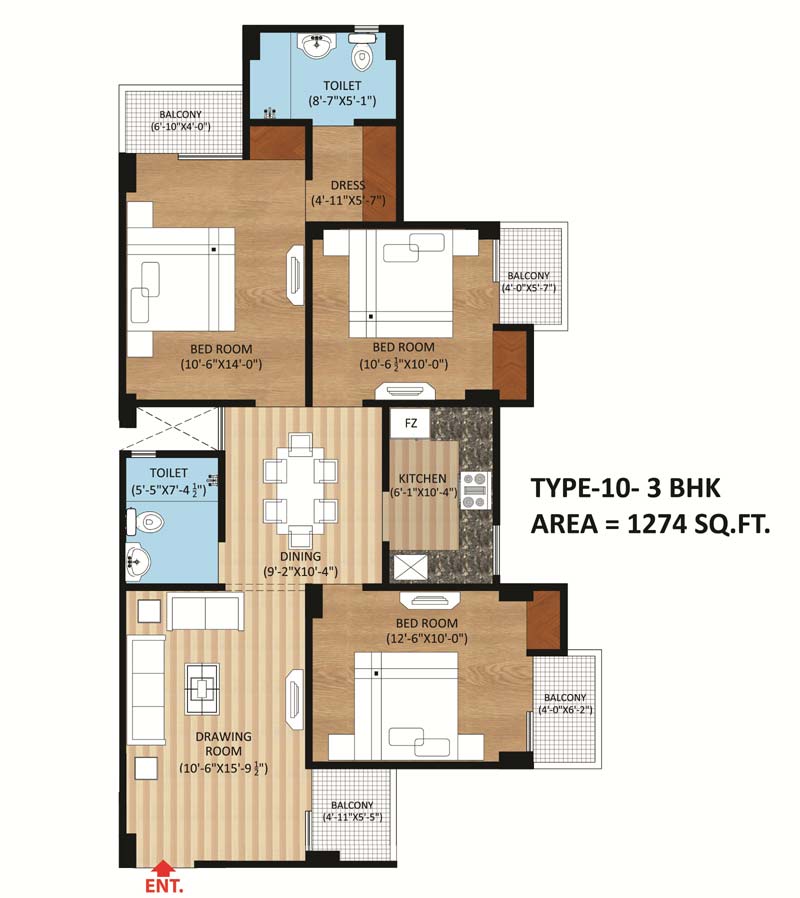 TOILET
(8'-7"X5'-1")
BALCONY
(6'-10"X4'-0")
DRESS
(4'-11"X5'-7")
BALCONY
(4'-0"X5'-7")
BED ROOM
(10'-6"X14'-0")
BED ROOM
(10'-6 ½"X10'-0")
FZ
TOILET
(5'-5"X7'-4 ½")
KITCHEN
(6'-1"X10'-4")
TYPE-10- 3 BHK
AREA = 1274 SQ.FT.
DINING
(9'-2"X10'-4")
BED ROOM
(12'-6"X10'-0")
BALCONY
(4'-0"X6'-2")
DRAWING
ROOM
(10'-6"X15'-9 ½")
BALCONY
(4'-11"X5'-5")
ENT.